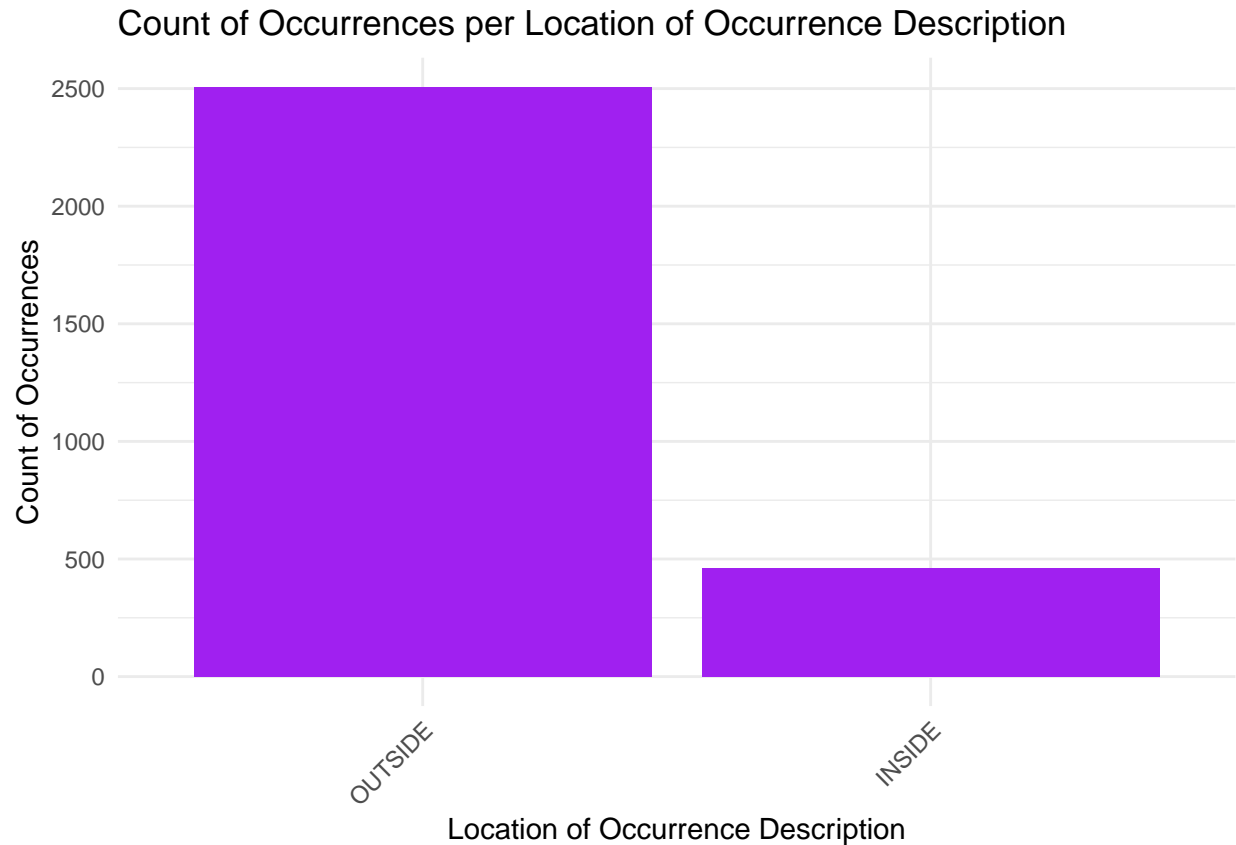 Count of Occurrences per Location of Occurrence Description
2500
2000
1500
1000
500
0
Count of Occurrences
OUTSIDE
INSIDE
Location of Occurrence Description